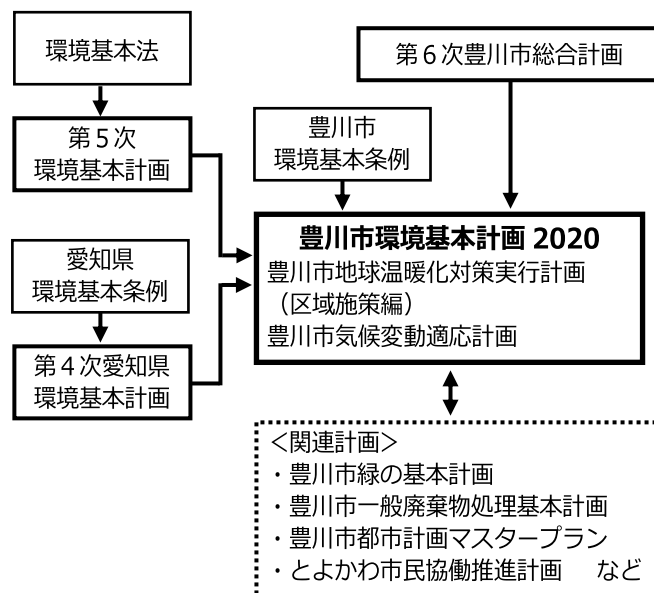 環境基本法
第5次
環境基本計画
愛知県
環境基本条例
第4次愛知県
環境基本計画
第6次豊川市総合計画
豊川市
環境基本条例
豊川市環境基本計画 2020
豊川市地球温暖化対策実行計画
（区域施策編）
豊川市気候変動適応計画
＜関連計画＞
・豊川市緑の基本計画
・豊川市一般廃棄物処理基本計画
・豊川市都市計画マスタープラン
・とよかわ市民協働推進計画　など